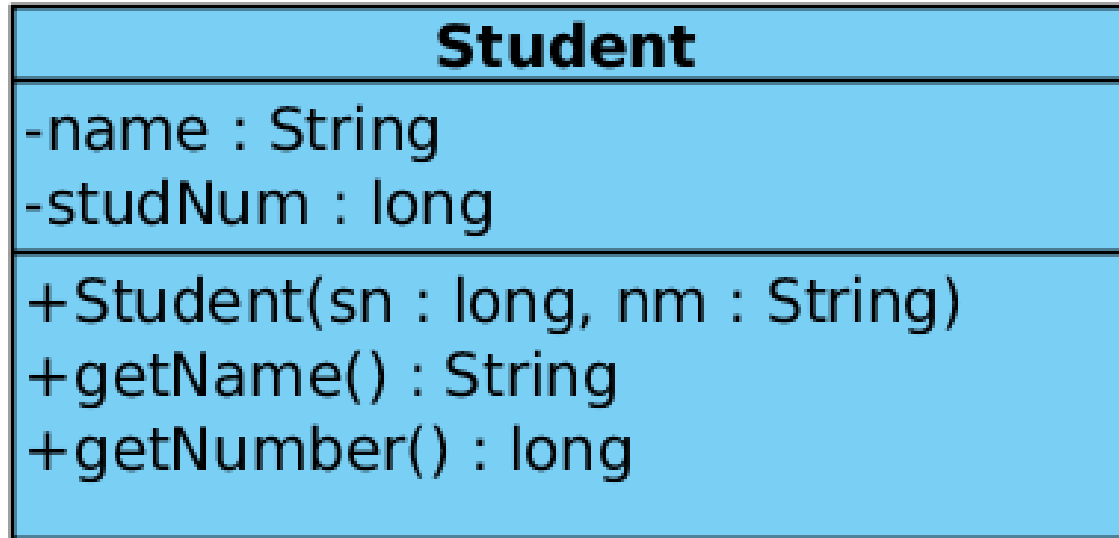 Student
-name : String
-studNum : long
+Student(sn : long, nm : String)
+getName() : String
+getNumber() : long